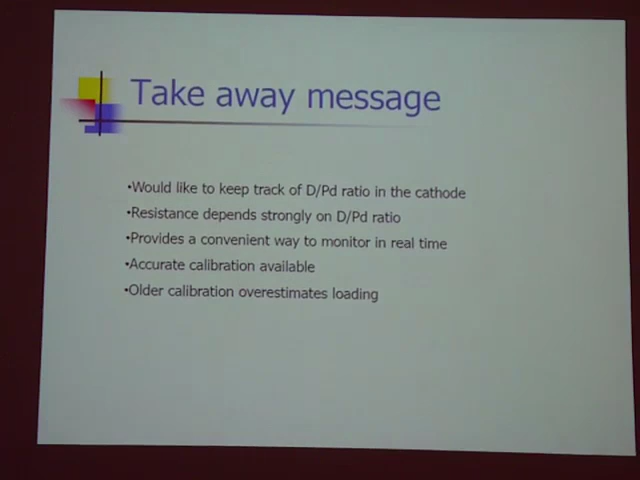 Take away message
•Would like to keep track of D/Pd ratio in the cathode
•Resistance depends strongly on D/Pd ratio
•Provides a convenient way to monitor in real time
•Accurate calibration available
•Older calibration overestimates loading